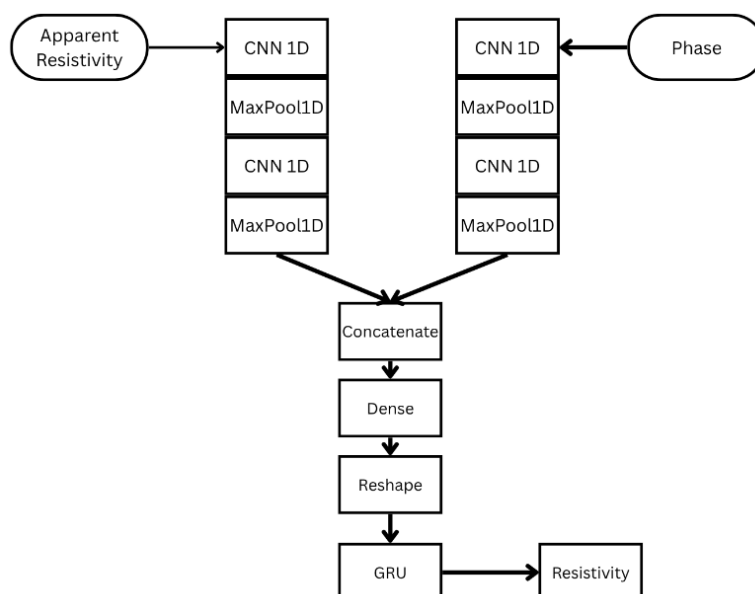 Apparent
Resistivity
CNN 1D
MaxPool1D
CNN 1D
MaxPool1D
CNN 1D
MaxPool1D
CNN 1D
MaxPool1D
Phase
Concatenate
Dense
Reshape
GRU
Resistivity